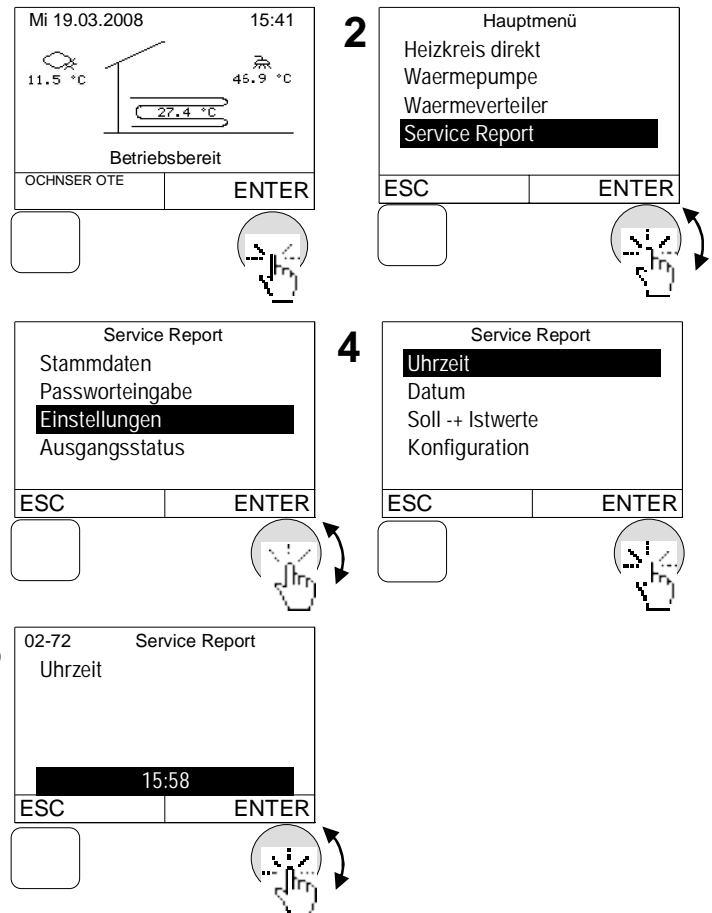 Mi 19.03.2008 15:41
11.5 °C
46.9 °C
27.4 °C
Betriebsbereit
OCHNSER OTE ENTER
2
Hauptmenü
Heizkreis direkt
Waermepumpe
Waermeverteiler
Service Report
ESC ENTER
Service Report
Stammdaten
Passworteingabe
Einstellungen
Ausgangsstatus
ESC ENTER
4
Service Report
Uhrzeit
Datum
Soll -+ Istwerte
Konfiguration
ESC ENTER
02-72 Service Report
Uhrzeit
15:58
ESC ENTER